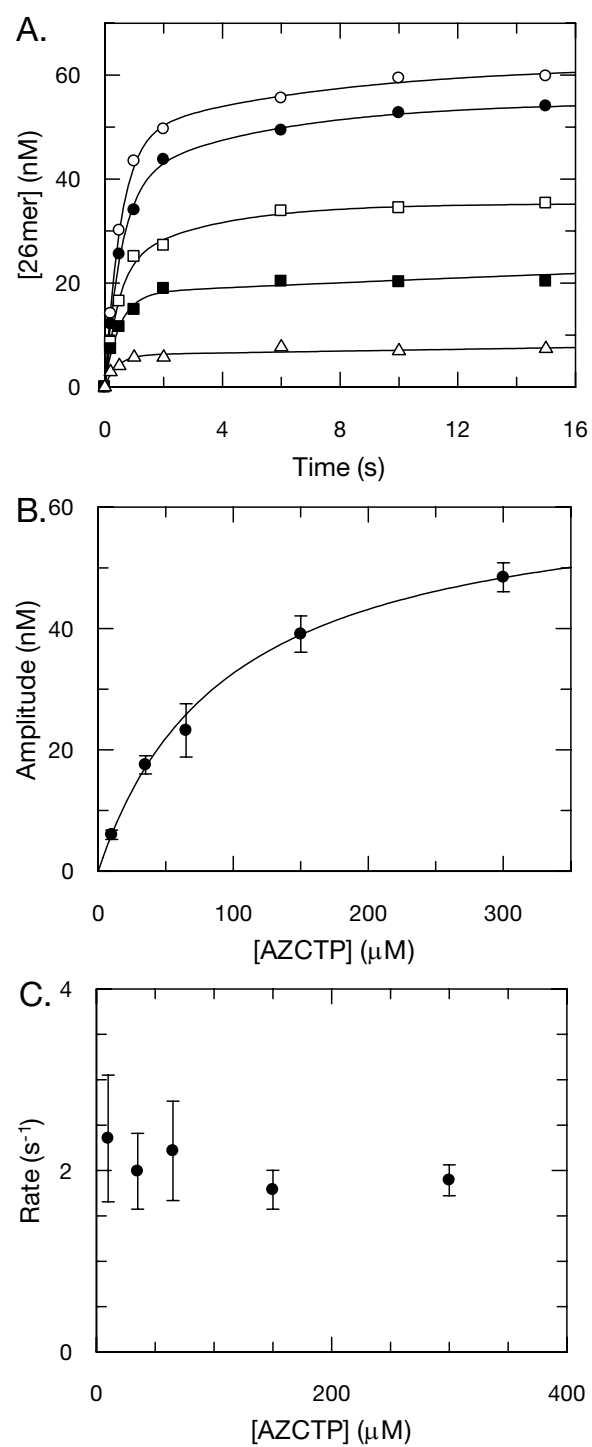 A.
60
40
20
0
[26mer] (nM)
0 4 8 12 16
Time (s)
B.
60
40
20
0
Amplitude (nM)
0 100 200 300
[AZCTP] (μM)
C.
4
2
0
Rate (s-1)
0 200 400
[AZCTP] (μM)